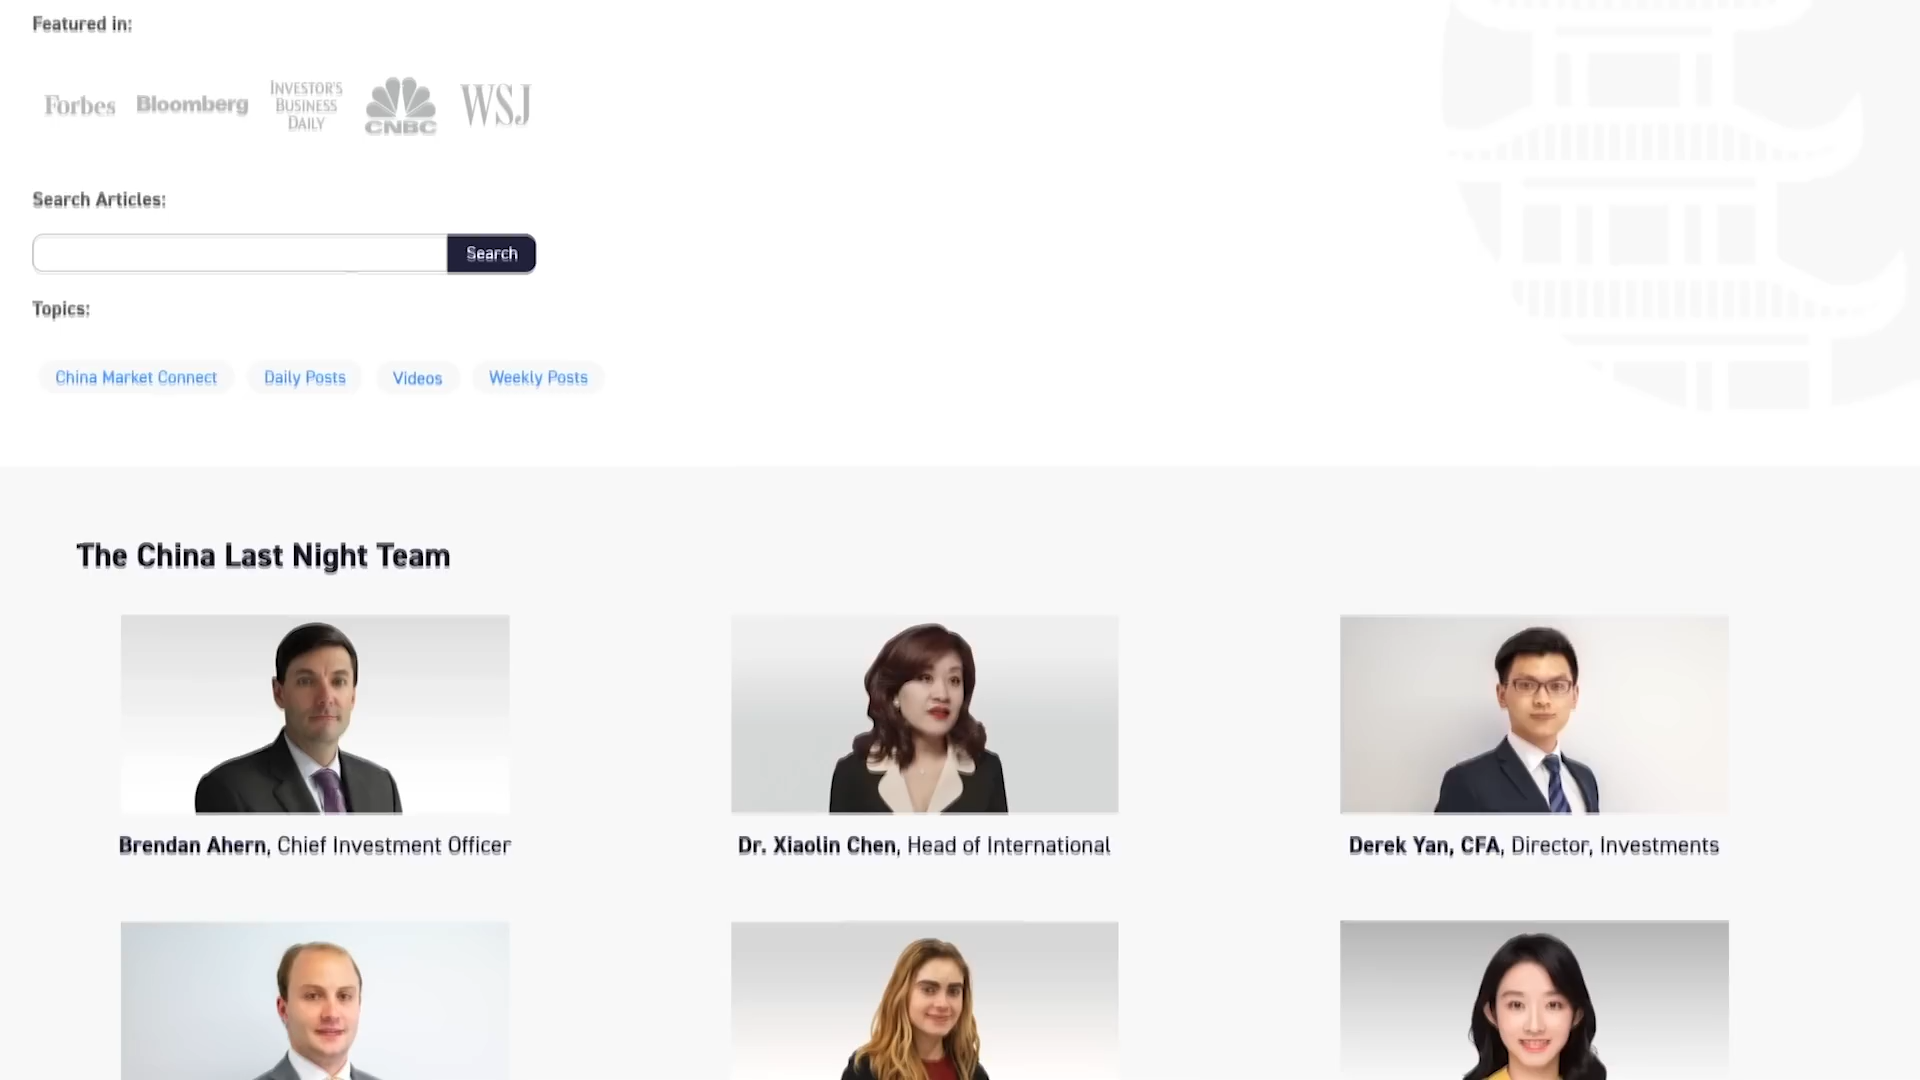 Featured in:
Forbes
Bloomberg
INVESTOR'S
BUSINESS
DAILY
CNBC
WSJ
Search Articles:
Search
Topics:
China Market Connect
Daily Posts
Videos
Weekly Posts
The China Last Night Team
Brendan Ahern, Chief Investment Officer
Dr. Xiaolin Chen, Head of International
Derek Yan, CFA, Director, Investments